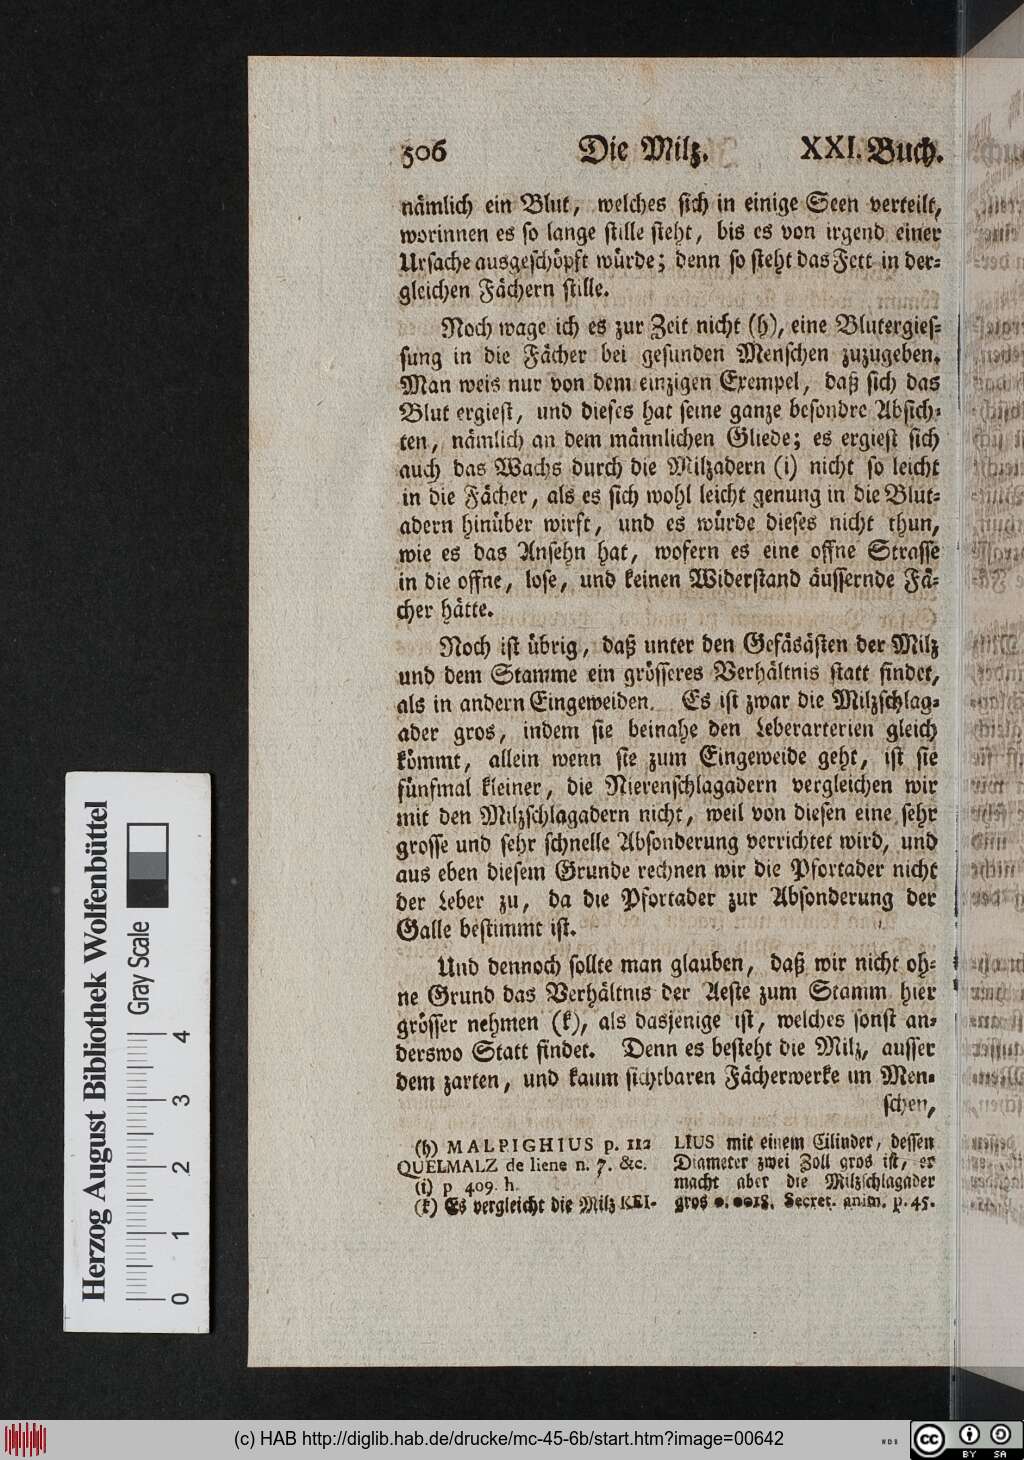 506 Die Milz. XXI. Buch.
nämlich ein Blut, welches sich in einige Seen verteilt,
worinnen es so lange stille steht, bis es von irgend einer
Ursache ausgeschöpft würde; denn so steht das Fett in der-
gleichen Fächern stille.
Noch wage ich es zur Zeit nicht (h), eine Blutergies-
sung in die Fächer bei gesunden Menschen zuzugeben.
Man weis nur von dem einzigen Exempel, daß sich das
Blut ergiest, und dieses hat seine ganze besondre Absich-
ten, nämlich an dem männlichen Gliede; es ergiest sich
auch das Wachs durch die Milzadern (i) nicht so leicht
in die Fächer, als es sich wohl leicht genung in die Blut-
adern hinüber wirft, und es würde dieses nicht thun,
wie es das Ansehn hat, wofern es eine offne Strasse
in die offne, lose, und keinen Widerstand äussernde Fä-
cher hätte.
Noch ist übrig, daß unter den Gefäsästen der Milz
und dem Stamme ein grösseres Verhältnis statt findet,
als in andern Eingeweiden. Es ist zwar die Milzschlag-
ader gros, indem sie beinahe den Leberarterien gleich
kömmt, allein wenn sie zum Eingeweide geht, ist sie
fünfmal kleiner, die Nierenschlagadern vergleichen wir
mit den Milzschlagadern nicht, weil von diesen eine sehr
grosse und sehr schnelle Absonderung verrichtet wird, und
aus eben diesem Grunde rechnen wir die Pfortader nicht
der Leber zu, da die Pfortader zur Absonderung der
Galle bestimmt ist.
Und dennoch sollte man glauben, daß wir nicht oh-
ne Grund das Verhältnis der Aeste zum Stamm hier
grösser nehmen (k), als dasjenige ist, welches sonst an-
derswo Statt findet. Denn es besteht die Milz, ausser
dem zarten, und kaum sichtbaren Fächerwerke im Men-
schen,
(h) MALPIGHIUS p. 112
QUELMALZ de liene n. 7. &c.
(i) p 409. h.
(k) Es vergleicht die Milz KEI-
LIUS mit einem Cilinder, dessen
Diameter zwei Zoll gros ist, er
macht aber die Milzschlagader
gros 0. 0018. Secret. anim. p. 45.
Herzog August Bibliothek Wolfenbüttel
Gray Scale
0 1 2 3 4
(c) HAB http://diglib.hab.de/drucke/mc-45-6b/start.htm?image=00642
cc BY SA